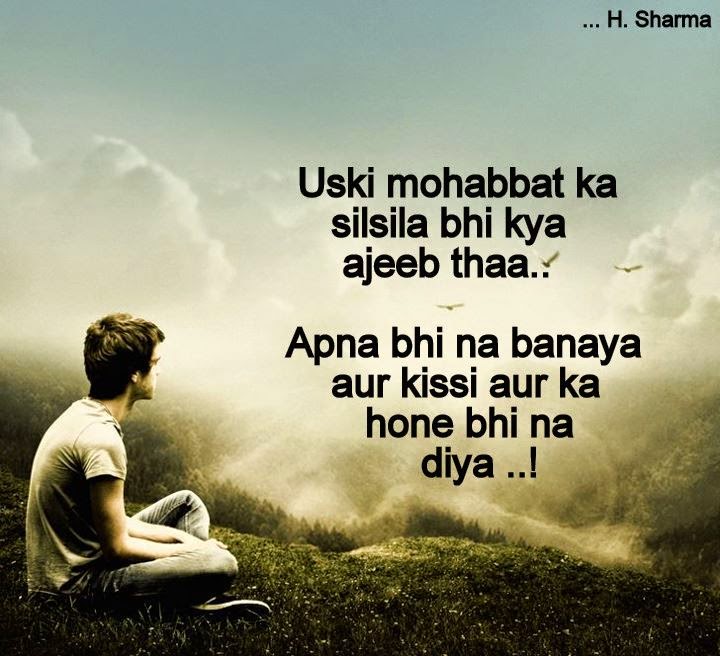 ... H. Sharma
Uski mohabbat ka
silsila bhi kya
ajeeb thaa..
Apna bhi na banaya
aur kissi aur ka
hone bhi na
diya ..!